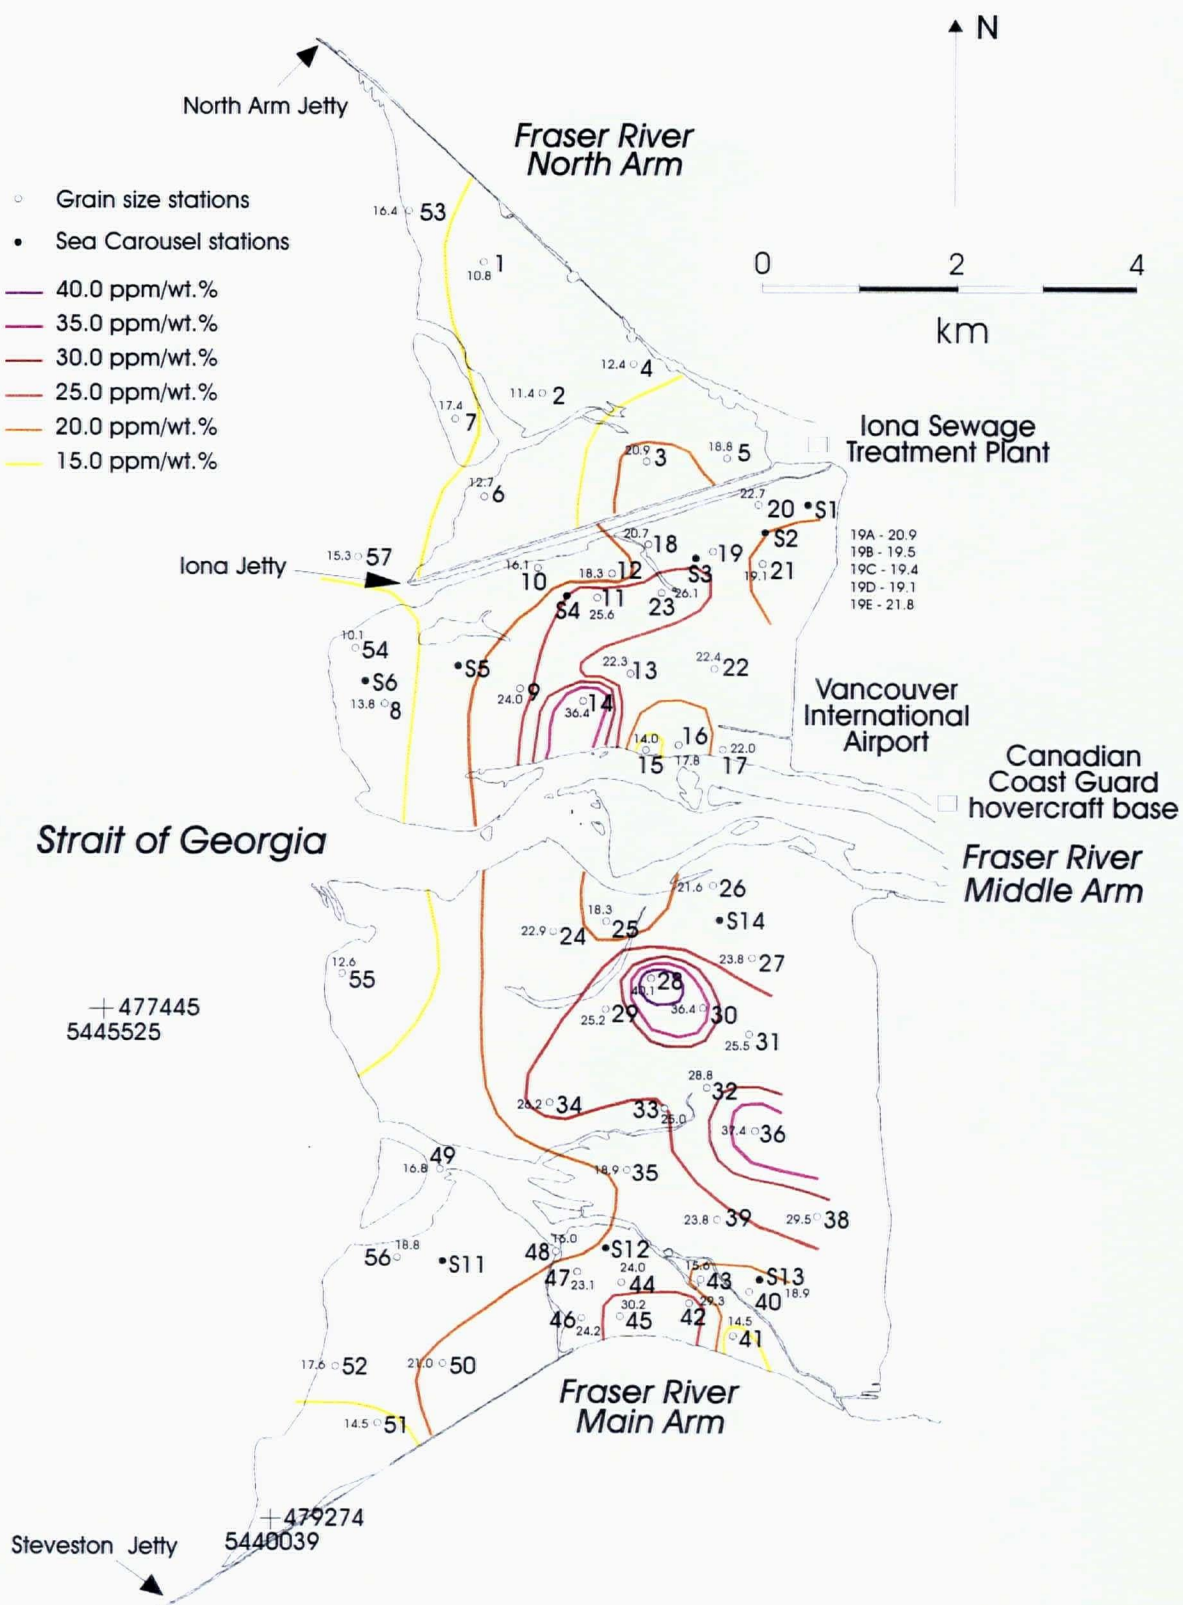 N
North Arm Jetty
Fraser River
North Arm
Grain size stations
Sea Carousel stations
40.0 ppm/wt.%
35.0 ppm/wt.%
30.0 ppm/wt.%
25.0 ppm/wt.%
20.0 ppm/wt.%
15.0 ppm/wt.%
0 2 4
km
16.4 53
1
10.8
12.4 4
11.4 2
17.4
7
20.9
3
18.8
5
Iona Sewage
Treatment Plant
12.7
6
22.7
20
S1
S2
19A - 20.9
19B - 19.5
19C - 19.4
19D - 19.1
19E - 21.8
15.3 57
Iona Jetty
20.7
18
19
S3
21
19.1
16.1
10
18.3 12
S4
11
25.6
23
26.1
10.1
54
S6
13.8 8
S5
9
24.0
22.3
13
22.4
22
14
36.4
Vancouver
International
Airport
14.0
15
16
17.8
17
22.0
Canadian
Coast Guard
hovercraft base
Strait of Georgia
Fraser River
Middle Arm
21.6 26
18.3
25
22.9 24
S14
23.8 27
12.6
55
28
40.1
29
25.2
36.4 30
25.5 31
477445
5445525
28.8
32
26.2 34
33
25.0
37.4 36
49
16.8
18.9 35
23.8 39
29.5 38
56 18.8
S11
48
S12
47
23.1
24.0
44
15.6
43
S13
40 18.9
46
24.2
30.2
45
42
29.3
14.5
41
17.6 52
21.0 50
14.5 51
Fraser River
Main Arm
479274
5440039
Steveston Jetty